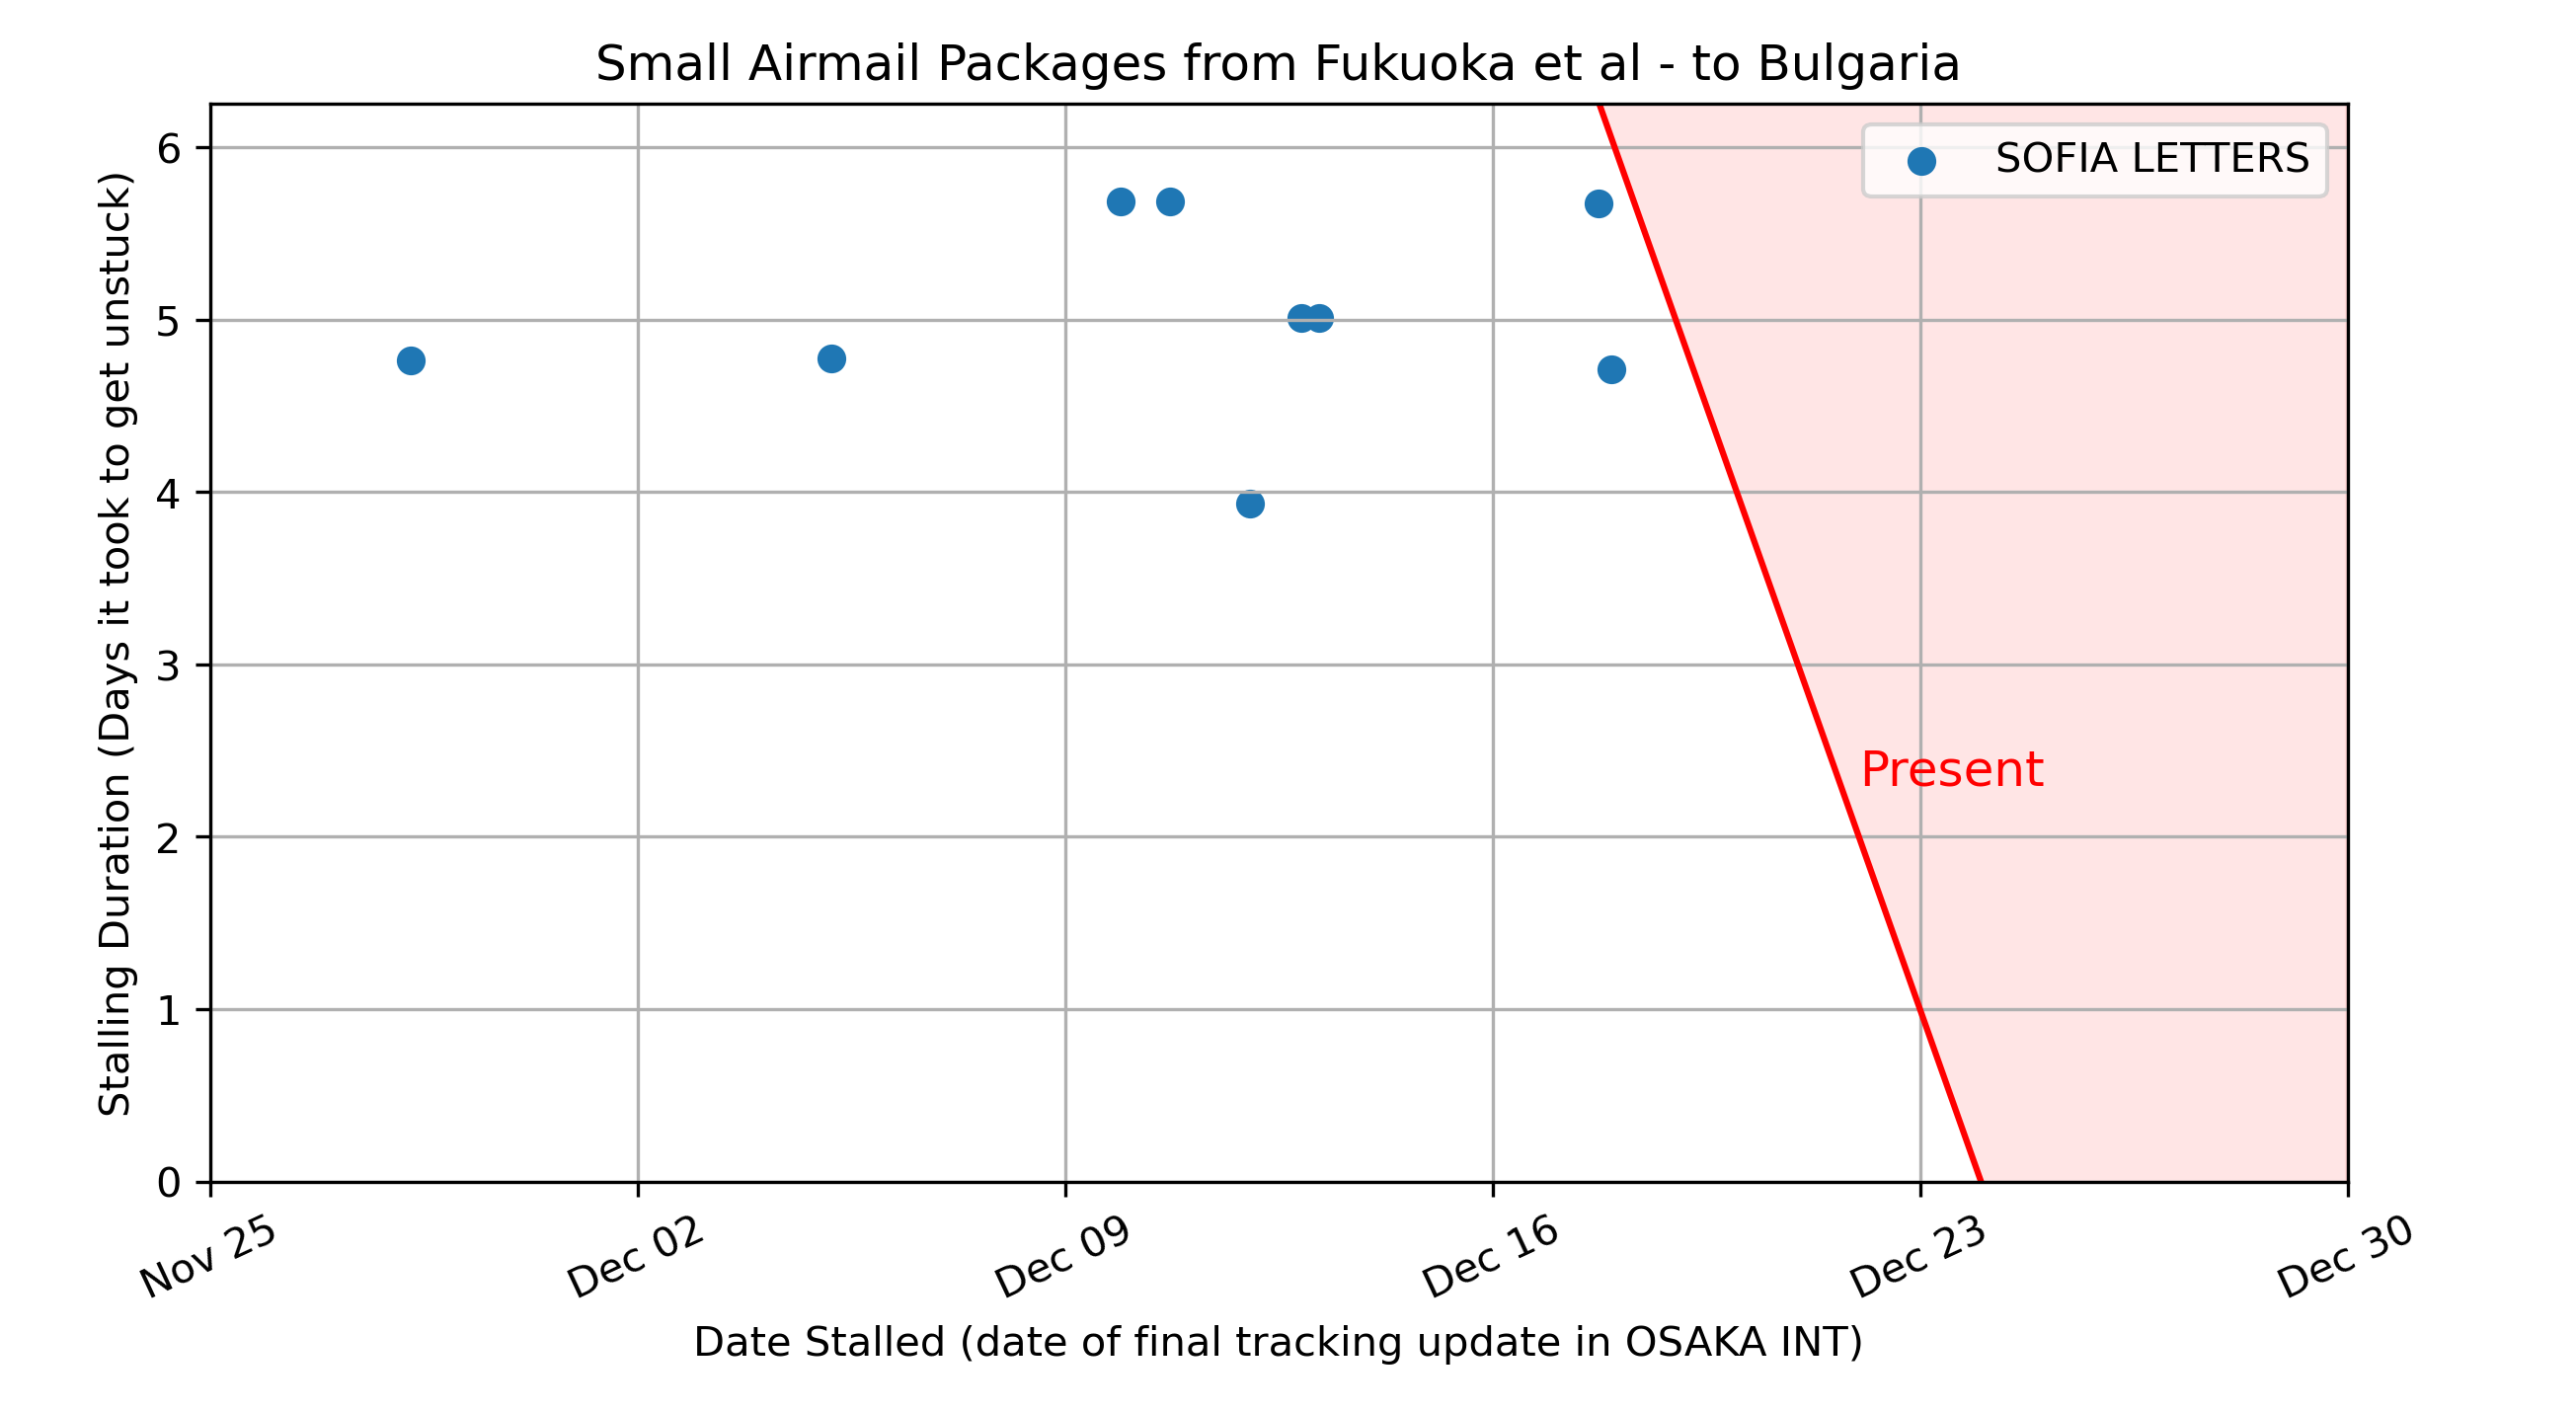 Small Airmail Packages from Fukuoka et al - to Bulgaria
SOFIA LETTERS
Stalling Duration (Days it took to get unstuck)
6
5
4
3
2
1
0
Present
Nov 25
Dec 02
Dec 09
Dec 16
Dec 23
Dec 30
Date Stalled (date of final tracking update in OSAKA INT)